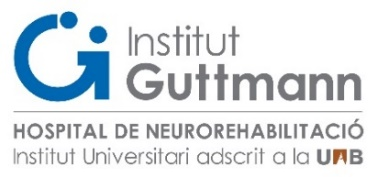 Institut
Guttmann
HOSPITAL DE NEUROREHABILITACIÓ
Institut Universitari adscrit a la UAB